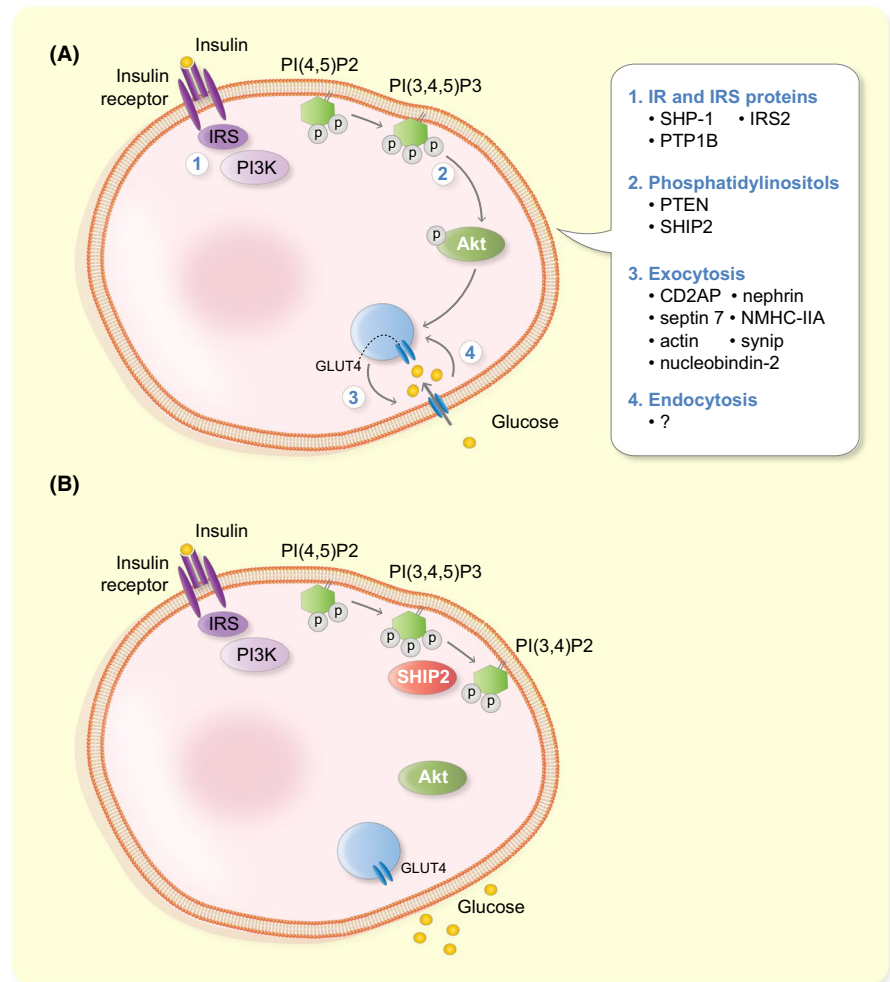 (A)
Insulin
Insulin
receptor
PI(4,5)P2
PI(3,4,5)P3
IRS
PI3K
1
p p
p p p
2
p
Akt
GLUT4
3
4
Glucose
1. IR and IRS proteins
• SHP-1 • IRS2
• PTP1B
2. Phosphatidylinositols
• PTEN
• SHIP2
3. Exocytosis
• CD2AP • nephrin
• septin 7 • NMHC-IIA
• actin • synip
• nucleobindin-2
4. Endocytosis
• ?
(B)
Insulin
Insulin
receptor
PI(4,5)P2
PI(3,4,5)P3
PI(3,4)P2
IRS
PI3K
p p
p p p
SHIP2
p p
Akt
GLUT4
Glucose